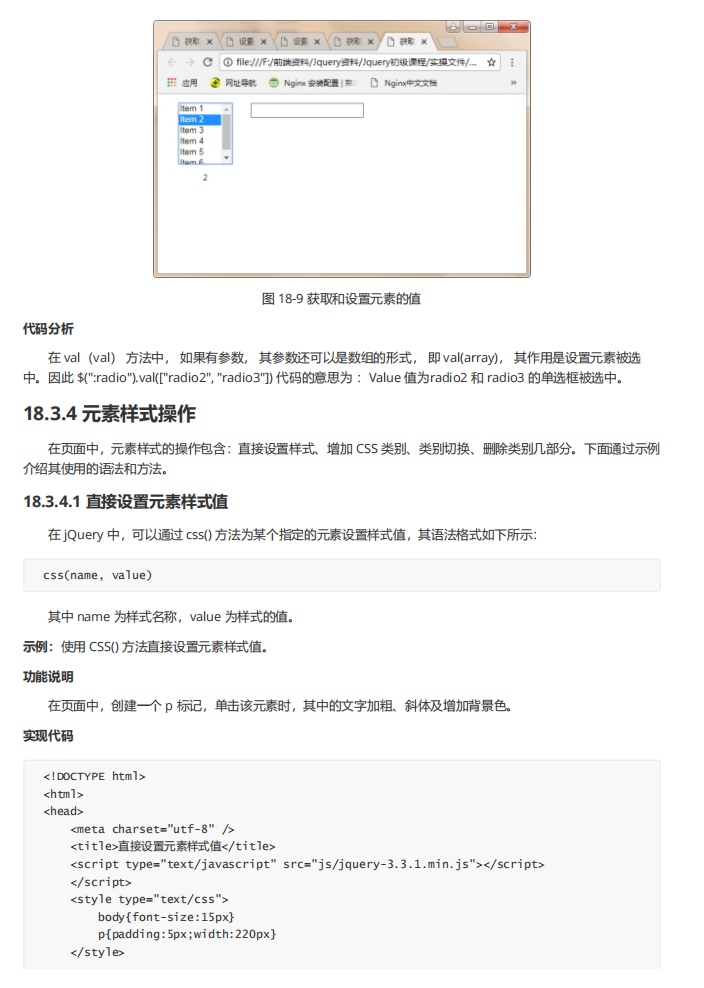 获取 × 设置 × 设置 × 获取 × 获取 ×
file:///F:/前端资料/Jquery资料/Jquery初级课程/实操文件/...
应用 网址导航 Nginx 安装配置 | Nginx中文文档 »
Item 1
Item 2
Item 3
Item 4
Item 5
Item 6
2
图 18-9 获取和设置元素的值
代码分析
在 val（val） 方法中， 如果有参数， 其参数还可以是数组的形式， 即 val(array)， 其作用是设置元素被选
中。因此 $(":radio").val(["radio2", "radio3"]) 代码的意思为 ： Value 值为radio2 和 radio3 的单选框被选中。
18.3.4 元素样式操作
在页面中，元素样式的操作包含：直接设置样式、增加 CSS 类别、类别切换、删除类别几部分。下面通过示例
介绍其使用的语法和方法。
18.3.4.1 直接设置元素样式值
在 jQuery 中，可以通过 css() 方法为某个指定的元素设置样式值，其语法格式如下所示：
css(name, value)
其中 name 为样式名称，value 为样式的值。
示例：使用 CSS() 方法直接设置元素样式值。
功能说明
在页面中，创建一个 p 标记，单击该元素时，其中的文字加粗、斜体及增加背景色。
实现代码
<!DOCTYPE html>
<html>
<head>
<meta charset="utf-8" />
<title>直接设置元素样式值</title>
<script type="text/javascript" src="js/jquery-3.3.1.min.js"></script>
</script>
<style type="text/css">
body{font-size:15px}
p{padding:5px;width:220px}
</style>